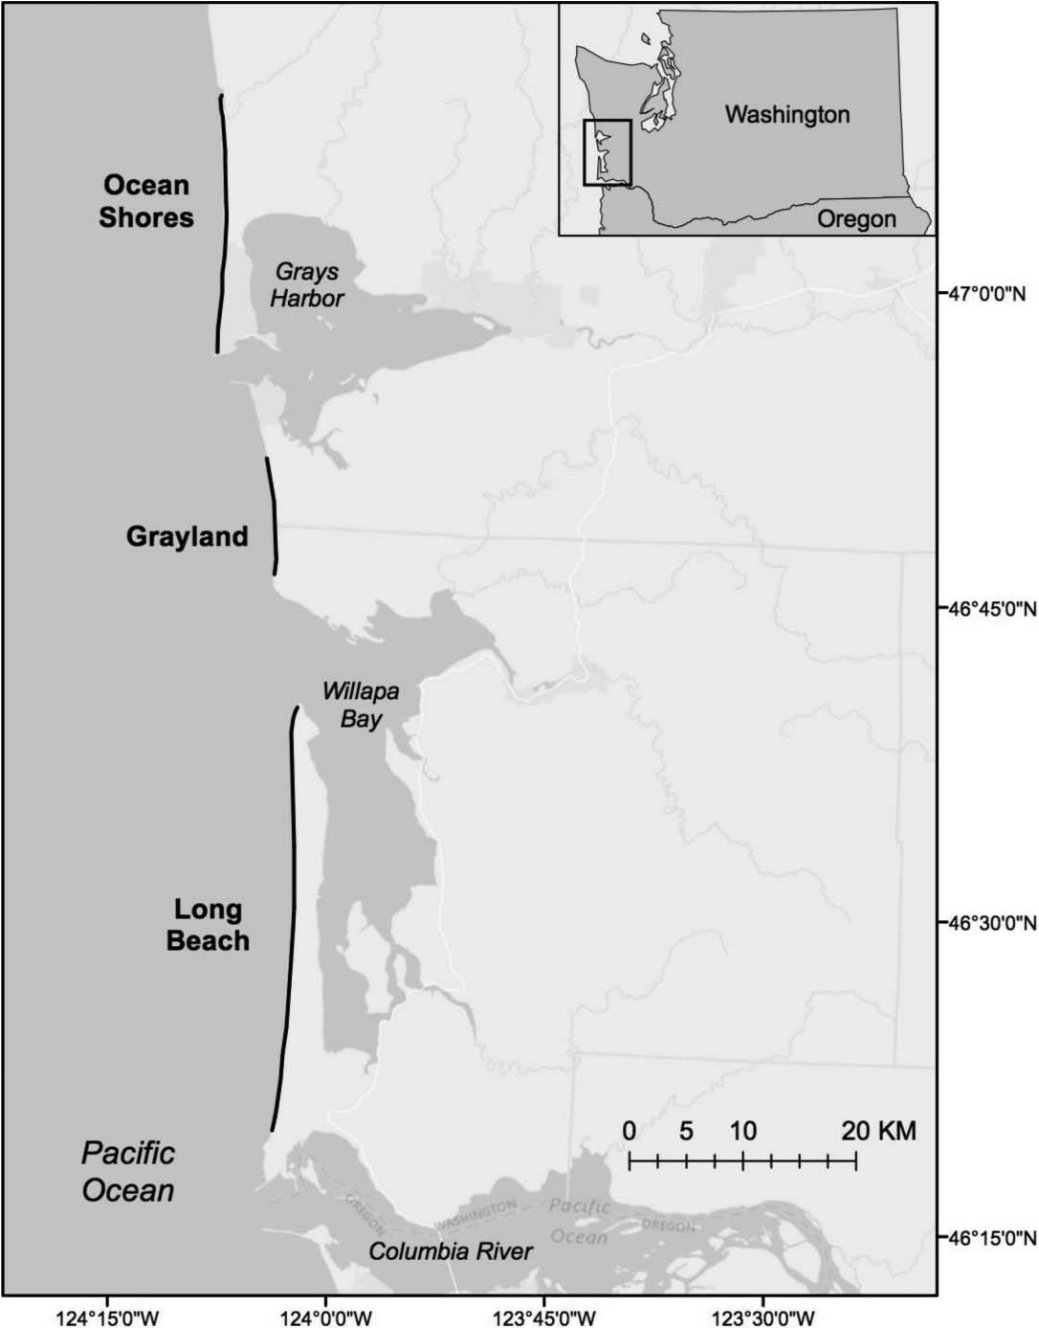 Washington
Oregon
Ocean
Shores
Grays
Harbor
47°0'0"N
Grayland
46°45'0"N
Willapa
Bay
Long
Beach
46°30'0"N
0 5 10 20 KM
Pacific
Ocean
OREGON
WASHINGTON
Pacific
Ocean
OREGON
Columbia River
46°15'0"N
124°15'0"W 124°0'0"W 123°45'0"W 123°30'0"W